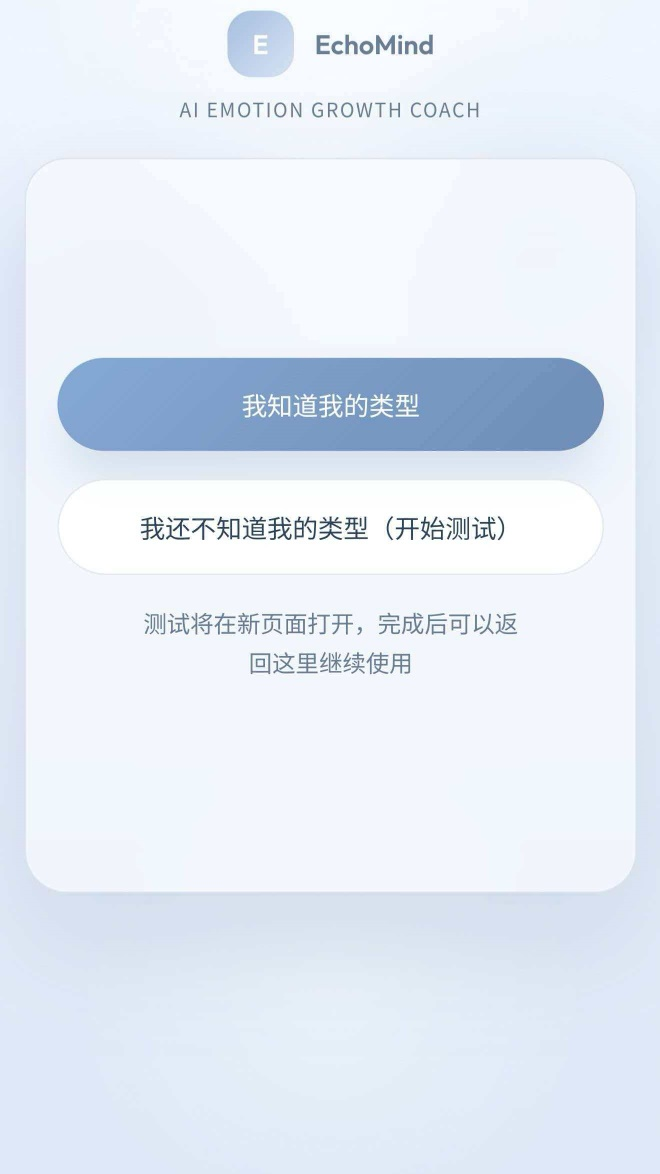 E
EchoMind
AI EMOTION GROWTH COACH
我知道我的类型
我还不知道我的类型（开始测试）
测试将在新页面打开，完成后可以返
回这里继续使用